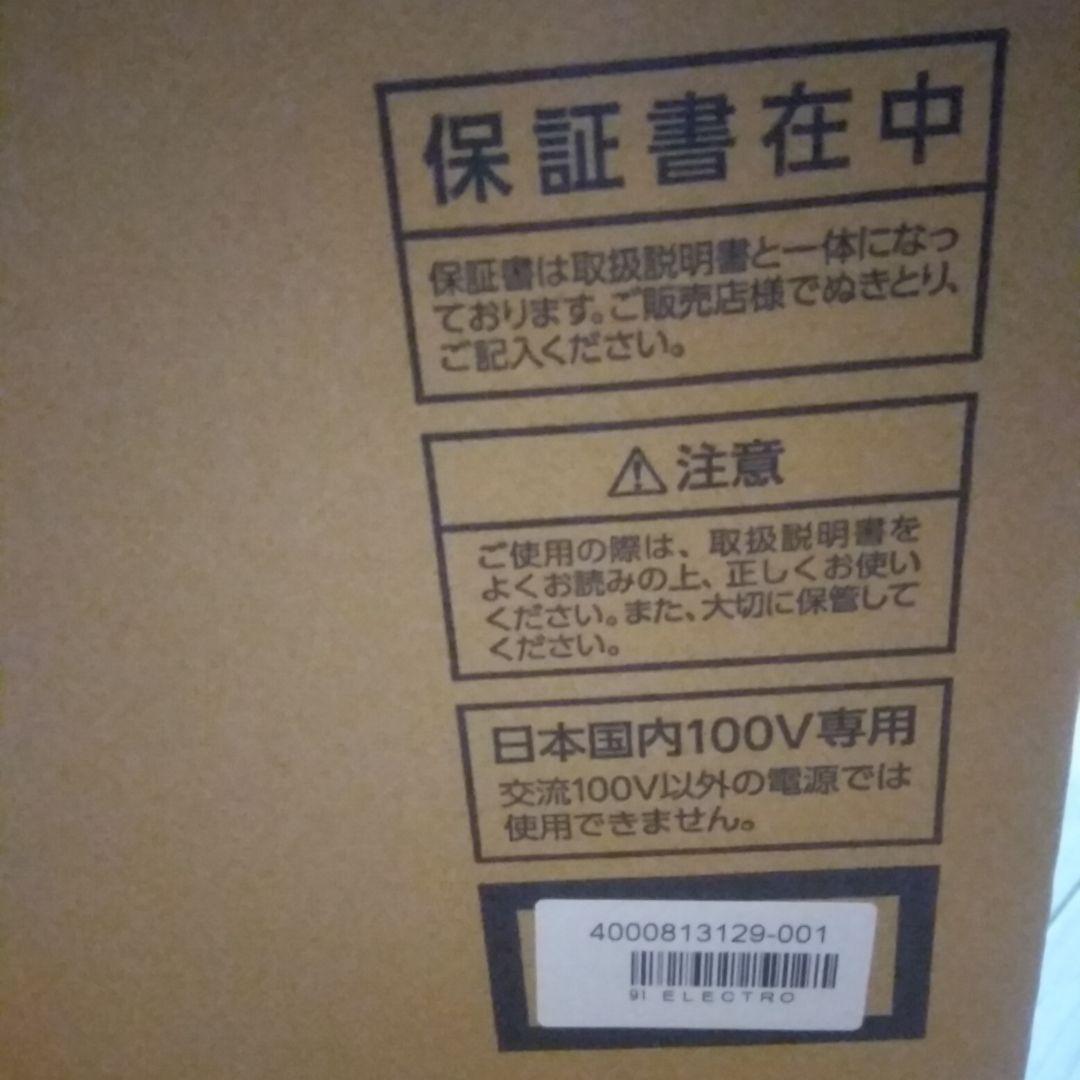 保証書在中
保証書は取扱説明書と一体になっ
ております。ご販売店様でぬきとり、
ご記入ください。
注意
ご使用の際は、取扱説明書を
よくお読みの上、正しくお使い
ください。また、大切に保管して
ください。
日本国内100V専用
交流100V以外の電源では
使用できません。
4000813129-001
91 ELECTRO